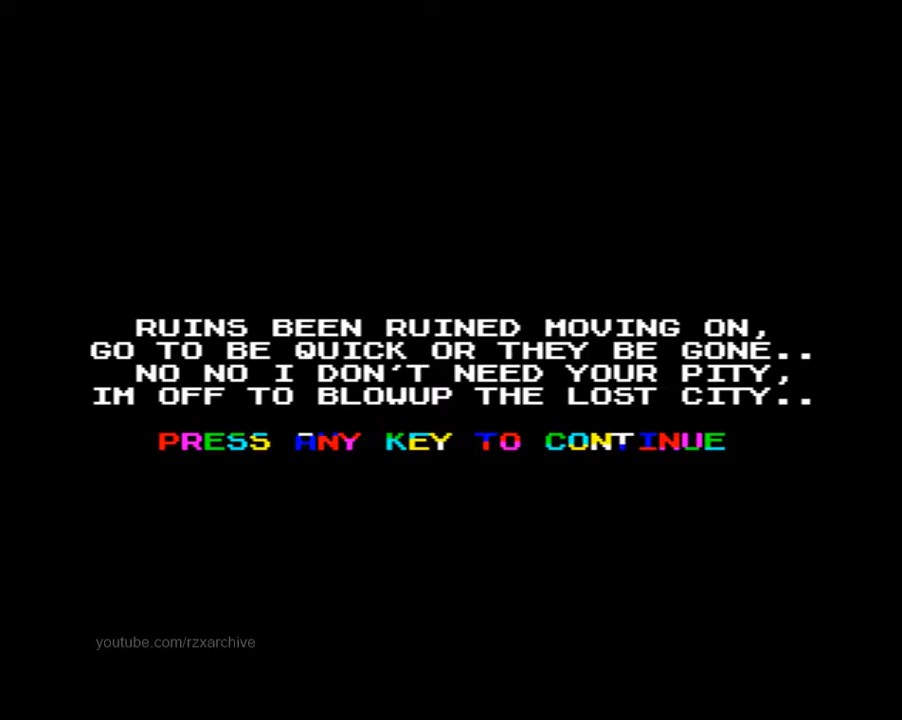 RUINS BEEN RUINED MOVING ON,
GO TO BE QUICK OR THEY BE GONE..
NO NO I DON'T NEED YOUR PITY,
IM OFF TO BLOWUP THE LOST CITY..
PRESS ANY KEY TO CONTINUE
youtube.com/rzxarchive